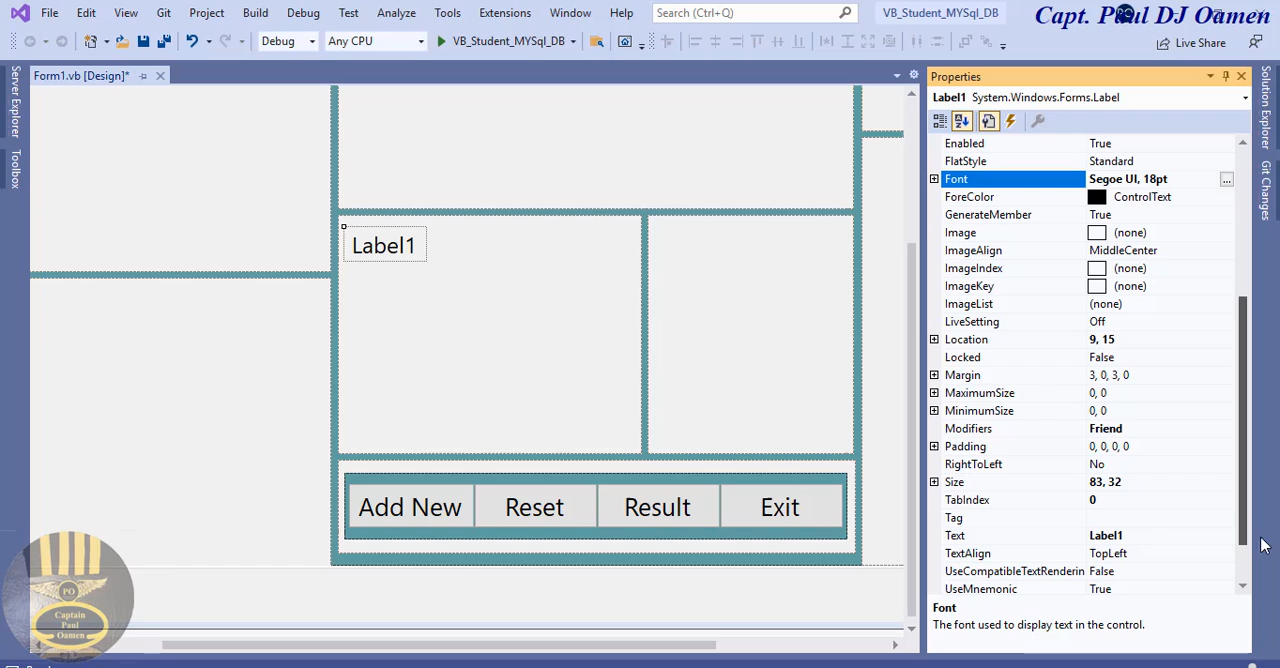 File Edit View Git Project Build Debug Test Analyze Tools Extensions Window Help Search (Ctrl+Q) VB_Student_MYSql_DB
Capt. Paul DJ Oamen
Debug Any CPU VB_Student_MYSql_DB Live Share
Server Explorer
Toolbox
Form1.vb [Design]*
Label1
Add New Reset Result Exit
PO
Captain
Paul
Oamen
Properties
Label1 System.Windows.Forms.Label
Enabled True
FlatStyle Standard
Font Segoe UI, 18pt ...
ForeColor ControlText
GenerateMember True
Image (none)
ImageAlign MiddleCenter
ImageIndex (none)
ImageKey (none)
ImageList (none)
LiveSetting Off
Location 9, 15
Locked False
Margin 3, 0, 3, 0
MaximumSize 0, 0
MinimumSize 0, 0
Modifiers Friend
Padding 0, 0, 0, 0
RightToLeft No
Size 83, 32
TabIndex 0
Tag
Text Label1
TextAlign TopLeft
UseCompatibleTextRenderin False
UseMnemonic True
Font
The font used to display text in the control.
Solution Explorer
Git Changes